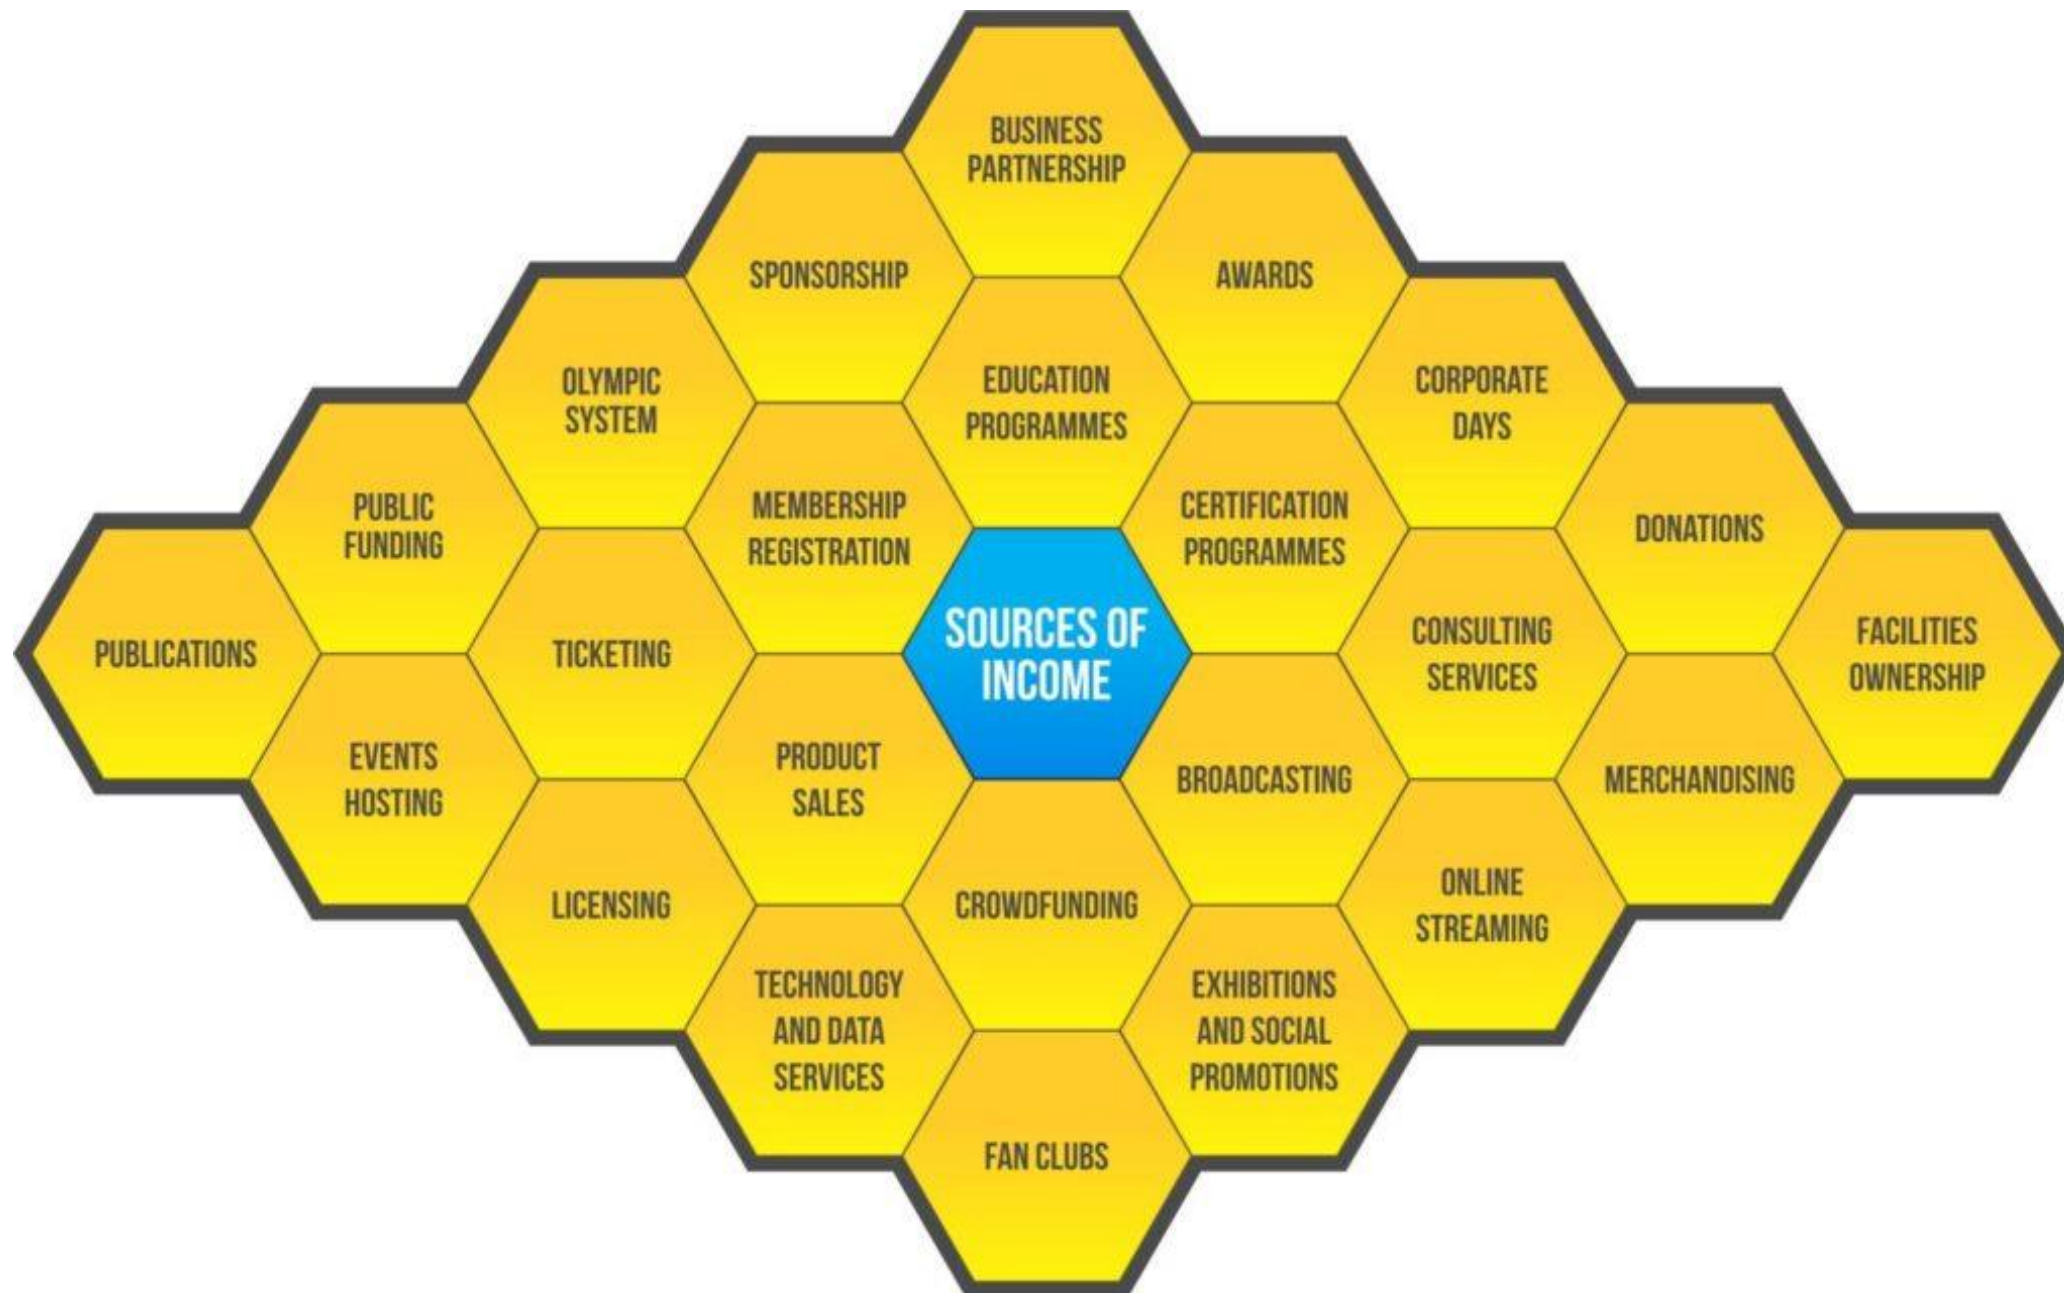 BUSINESS
PARTNERSHIP
SPONSORSHIP
AWARDS
OLYMPIC
SYSTEM
EDUCATION
PROGRAMMES
CORPORATE
DAYS
PUBLIC
FUNDING
MEMBERSHIP
REGISTRATION
CERTIFICATION
PROGRAMMES
DONATIONS
PUBLICATIONS
TICKETING
SOURCES OF
INCOME
CONSULTING
SERVICES
FACILITIES
OWNERSHIP
EVENTS
HOSTING
PRODUCT
SALES
BROADCASTING
MERCHANDISING
LICENSING
CROWDFUNDING
ONLINE
STREAMING
TECHNOLOGY
AND DATA
SERVICES
EXHIBITIONS
AND SOCIAL
PROMOTIONS
FAN CLUBS